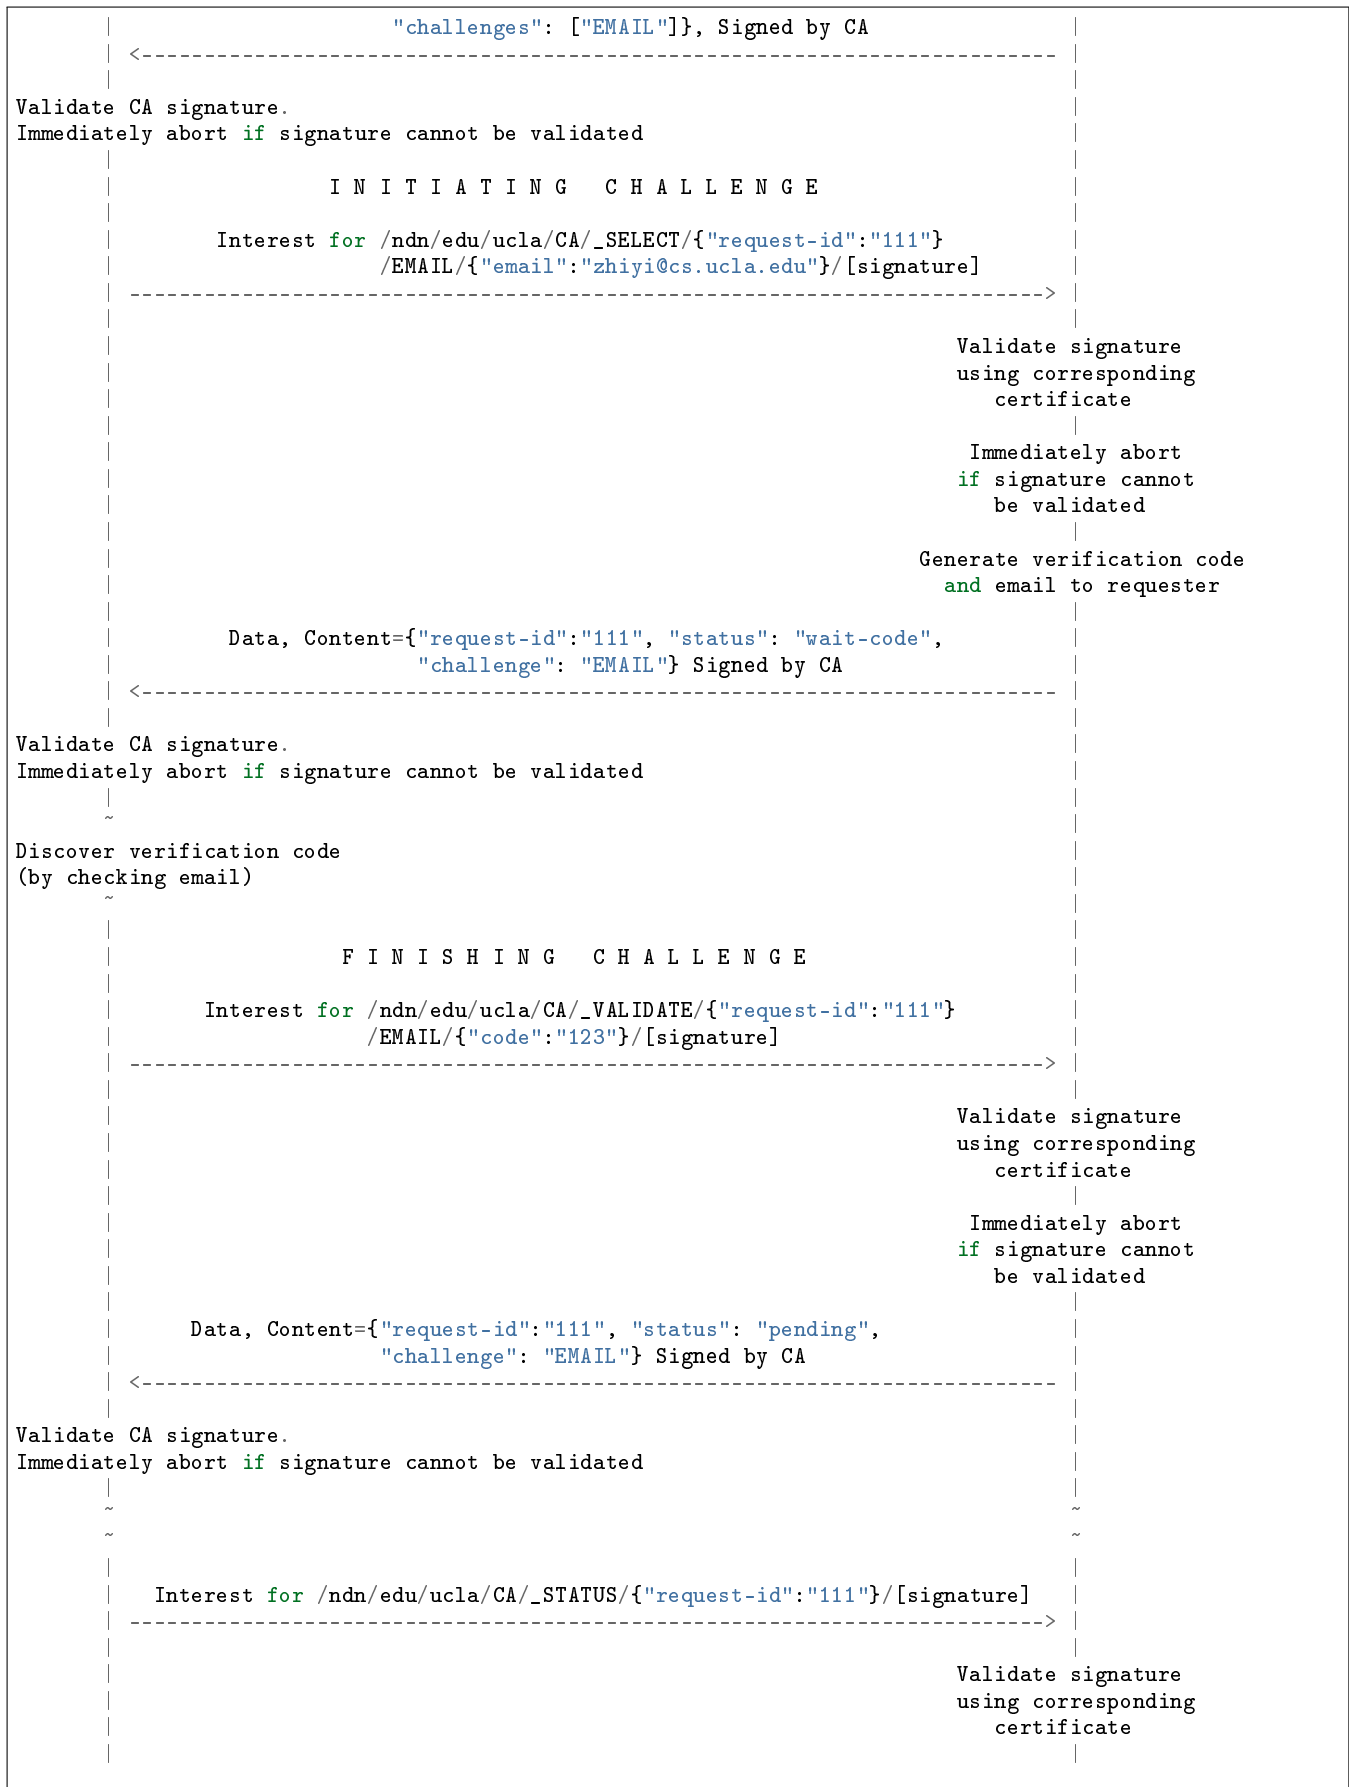 "challenges": ["EMAIL"]}, Signed by CA
<-------------------------------------------------------------------------
Validate CA signature.
Immediately abort if signature cannot be validated
I N I T I A T I N G   C H A L L E N G E
Interest for /ndn/edu/ucla/CA/_SELECT/{"request-id":"111"}
/EMAIL/{"email":"zhiyi@cs.ucla.edu"}/[signature]
------------------------------------------------------------------------->
Validate signature
using corresponding
certificate
Immediately abort
if signature cannot
be validated
Generate verification code
and email to requester
Data, Content={"request-id":"111", "status": "wait-code",
"challenge": "EMAIL"} Signed by CA
<-------------------------------------------------------------------------
Validate CA signature.
Immediately abort if signature cannot be validated
~
Discover verification code
(by checking email)
~
F I N I S H I N G   C H A L L E N G E
Interest for /ndn/edu/ucla/CA/_VALIDATE/{"request-id":"111"}
/EMAIL/{"code":"123"}/[signature]
------------------------------------------------------------------------->
Validate signature
using corresponding
certificate
Immediately abort
if signature cannot
be validated
Data, Content={"request-id":"111", "status": "pending",
"challenge": "EMAIL"} Signed by CA
<-------------------------------------------------------------------------
Validate CA signature.
Immediately abort if signature cannot be validated
~ ~
~ ~
Interest for /ndn/edu/ucla/CA/_STATUS/{"request-id":"111"}/[signature]
------------------------------------------------------------------------->
Validate signature
using corresponding
certificate